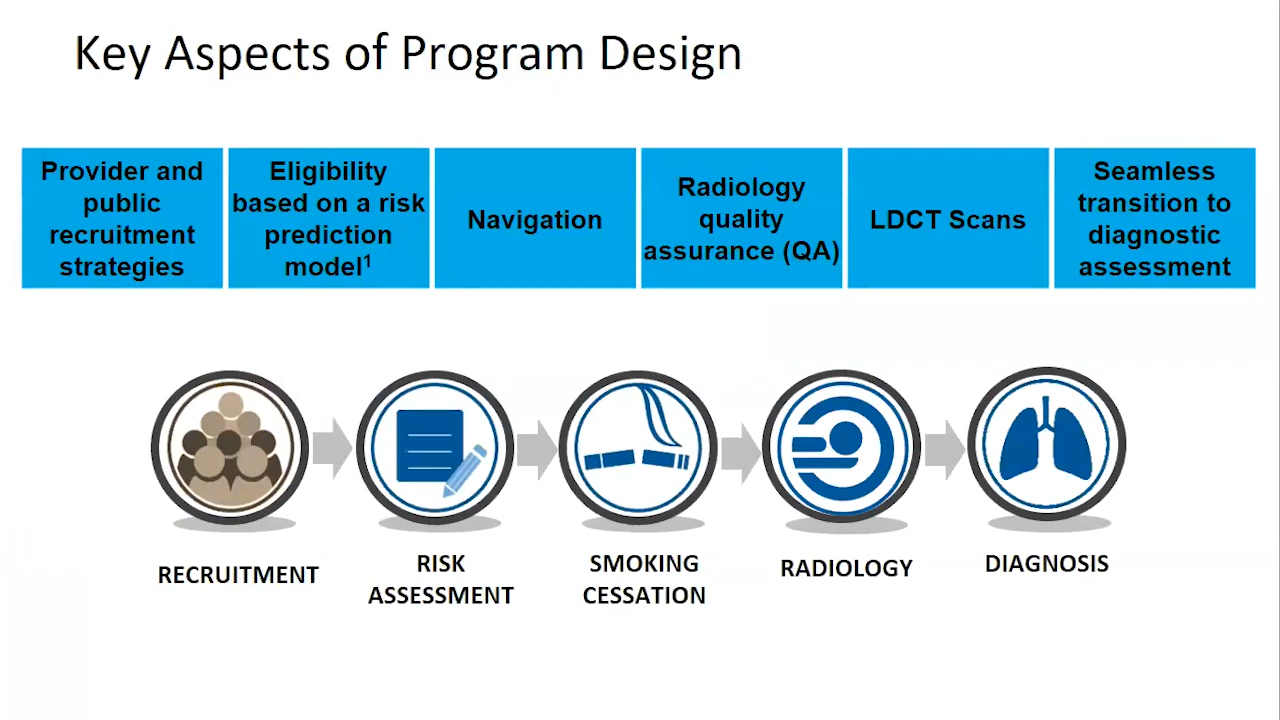 Key Aspects of Program Design
Provider and
public
recruitment
strategies
Eligibility
based on a risk
prediction
model¹
Navigation
Radiology
quality
assurance (QA)
LDCT Scans
Seamless
transition to
diagnostic
assessment
RECRUITMENT
RISK
ASSESSMENT
SMOKING
CESSATION
RADIOLOGY
DIAGNOSIS